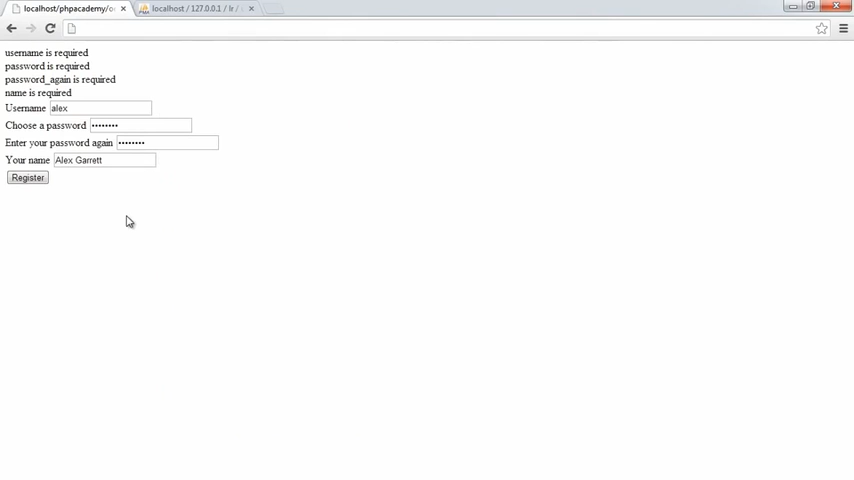 localhost/phpacademy/o
localhost / 127.0.0.1 / lr /
username is required
password is required
password_again is required
name is required
Username alex
Choose a password ••••••••
Enter your password again ••••••••
Your name Alex Garrett
Register